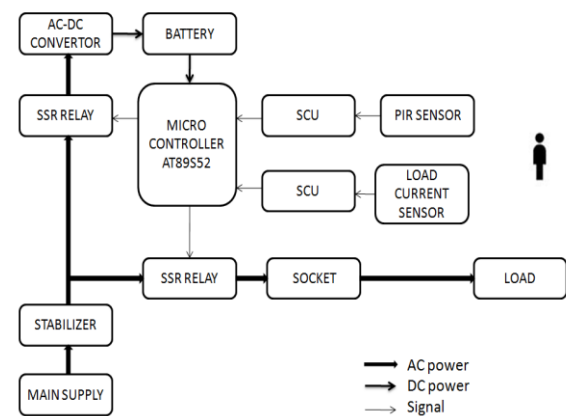 AC-DC
CONVERTOR
BATTERY
SSR RELAY
MICRO
CONTROLLER
AT89S52
SCU
PIR SENSOR
SCU
LOAD
CURRENT
SENSOR
SSR RELAY
SOCKET
LOAD
STABILIZER
MAIN SUPPLY
AC power
DC power
Signal